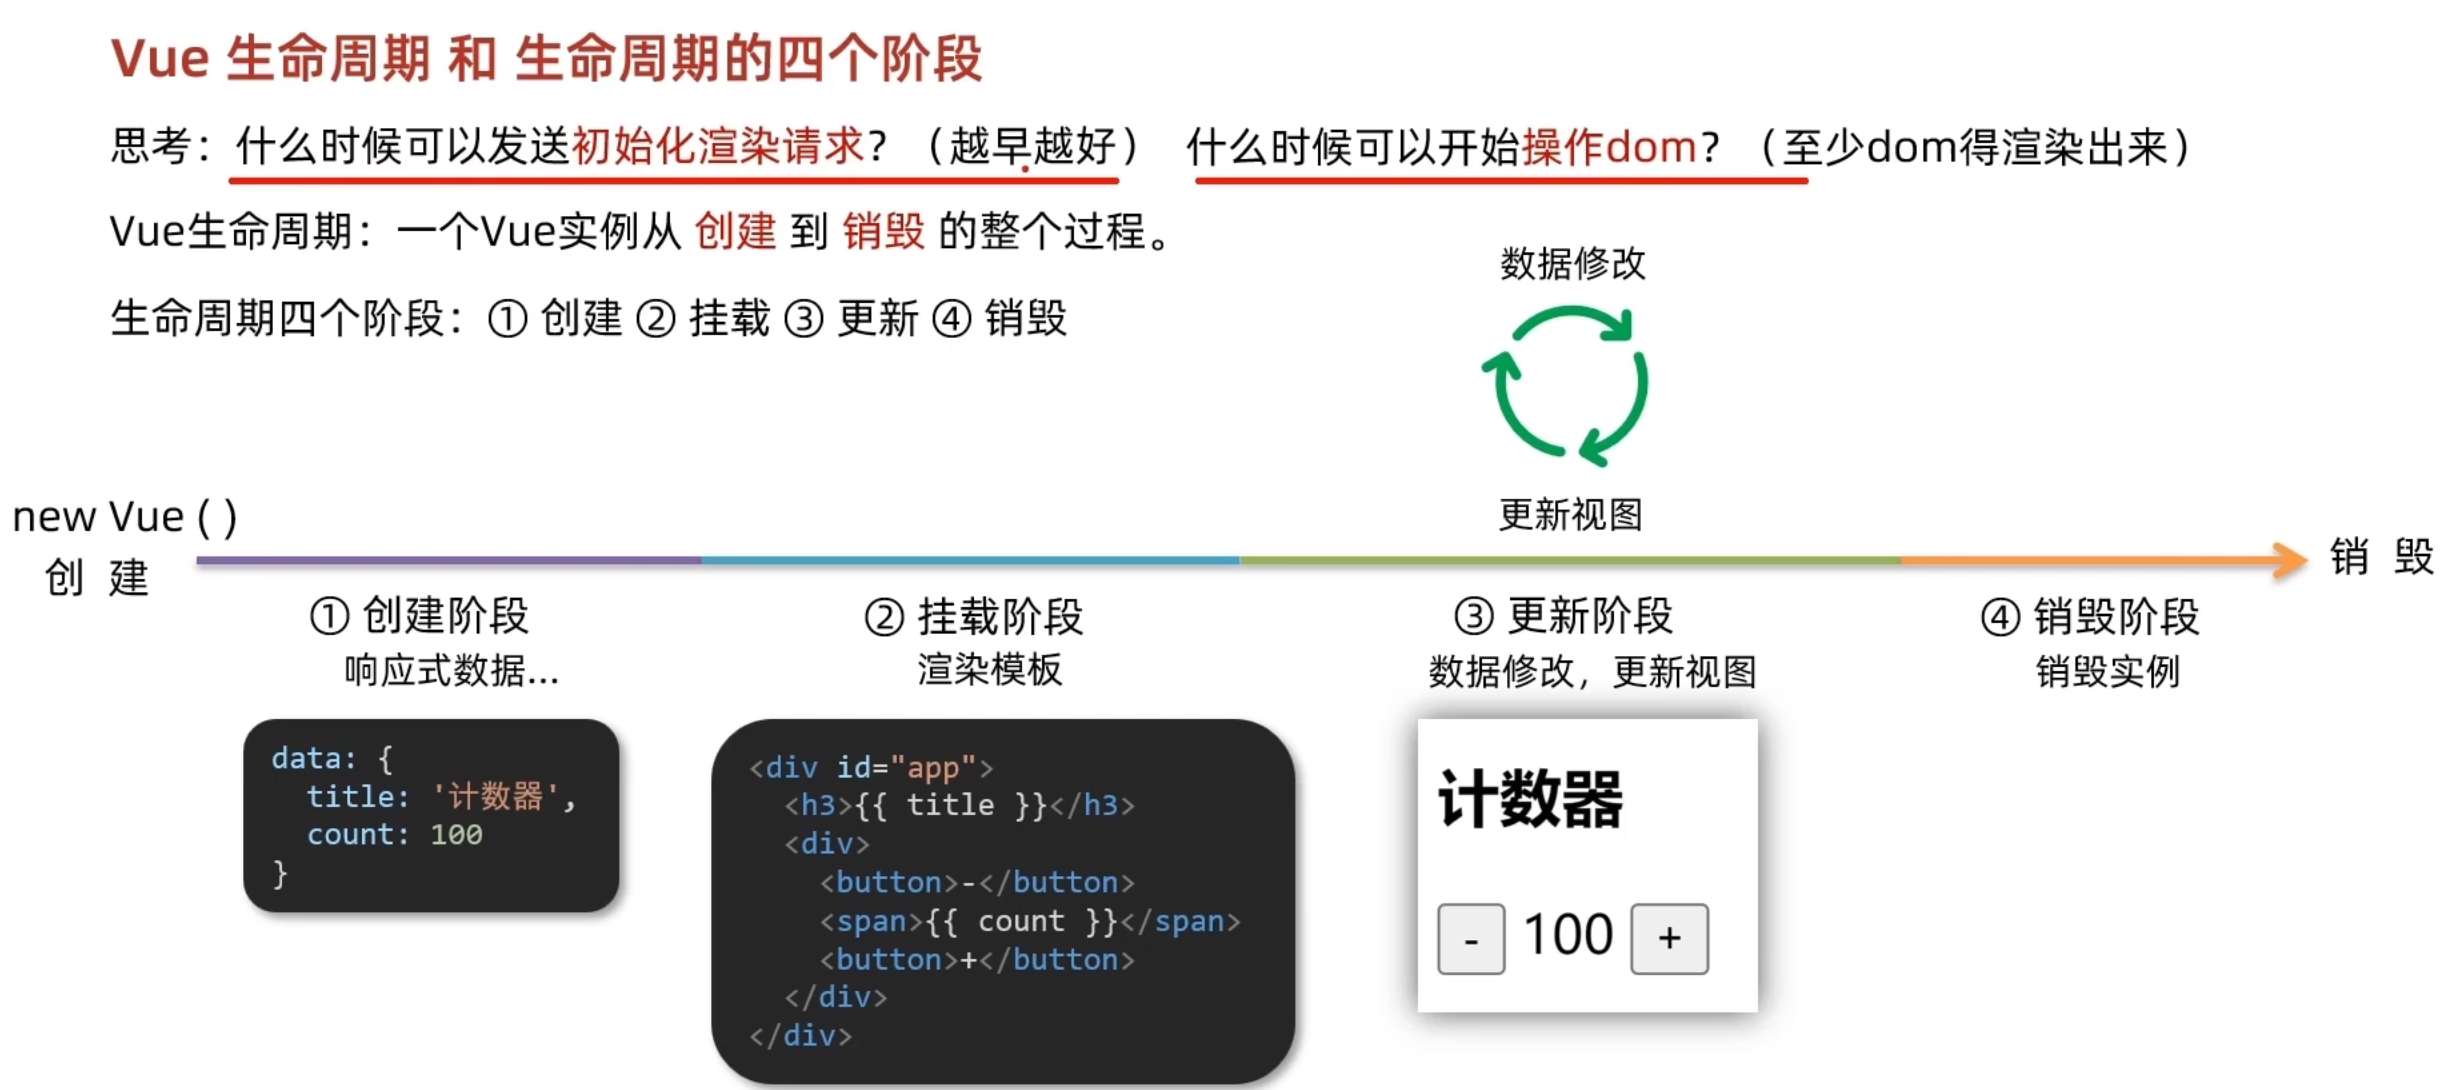 Vue 生命周期 和 生命周期的四个阶段
思考：什么时候可以发送初始化渲染请求？（越早越好） 什么时候可以开始操作dom？（至少dom得渲染出来）
Vue生命周期：一个Vue实例从 创建 到 销毁 的整个过程。
生命周期四个阶段：① 创建 ② 挂载 ③ 更新 ④ 销毁
数据修改
更新视图
new Vue ( )
创 建
销 毁
① 创建阶段
响应式数据...
data: {
  title: '计数器',
  count: 100
}
② 挂载阶段
渲染模板
<div id="app">
  <h3>{{ title }}</h3>
  <div>
    <button>-</button>
    <span>{{ count }}</span>
    <button>+</button>
  </div>
</div>
③ 更新阶段
数据修改，更新视图
计数器
- 100 +
④ 销毁阶段
销毁实例